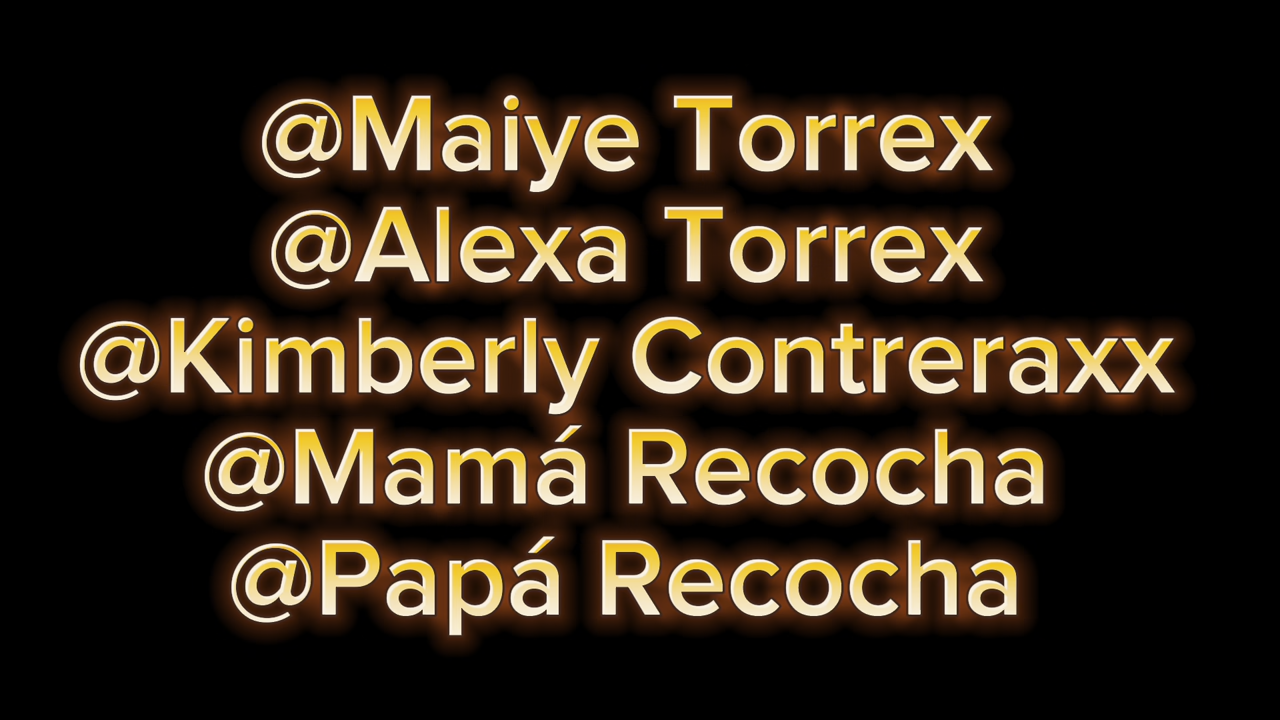 @Maiye Torrex
@Alexa Torrex
@Kimberly Contreraxx
@Mamá Recocha
@Papá Recocha